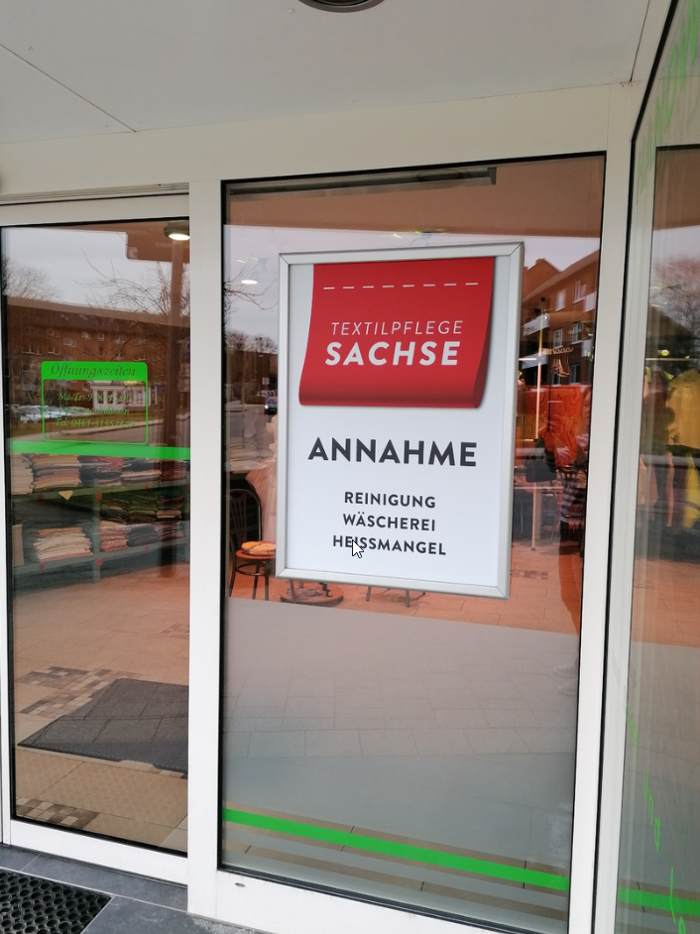 Öffnungszeiten
TEXTILPFLEGE
SACHSE
ANNAHME
REINIGUNG
WÄSCHEREI
HEISSMANGEL